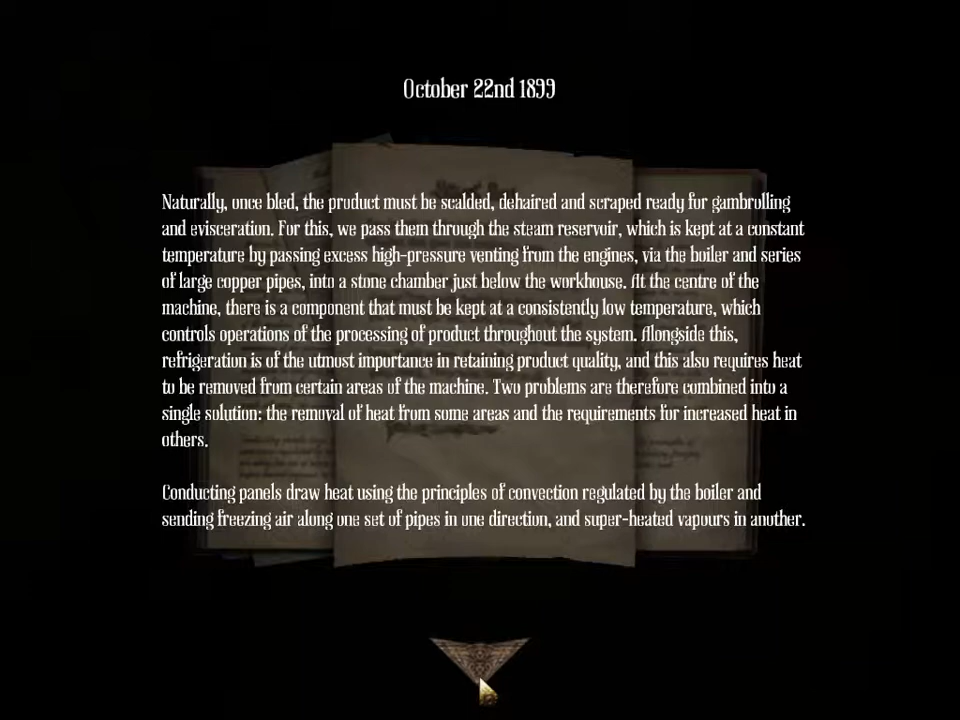 October 22nd 1899
Naturally, once bled, the product must be scalded, dehaired and scraped ready for gambrolling
and evisceration. For this, we pass them through the steam reservoir, which is kept at a constant
temperature by passing excess high-pressure venting from the engines, via the boiler and series
of large copper pipes, into a stone chamber just below the workhouse. At the centre of the
machine, there is a component that must be kept at a consistently low temperature, which
controls operations of the processing of product throughout the system. Alongside this,
refrigeration is of the utmost importance in retaining product quality, and this also requires heat
to be removed from certain areas of the machine. Two problems are therefore combined into a
single solution: the removal of heat from some areas and the requirements for increased heat in
others.
Conducting panels draw heat using the principles of convection regulated by the boiler and
sending freezing air along one set of pipes in one direction, and super-heated vapours in another.